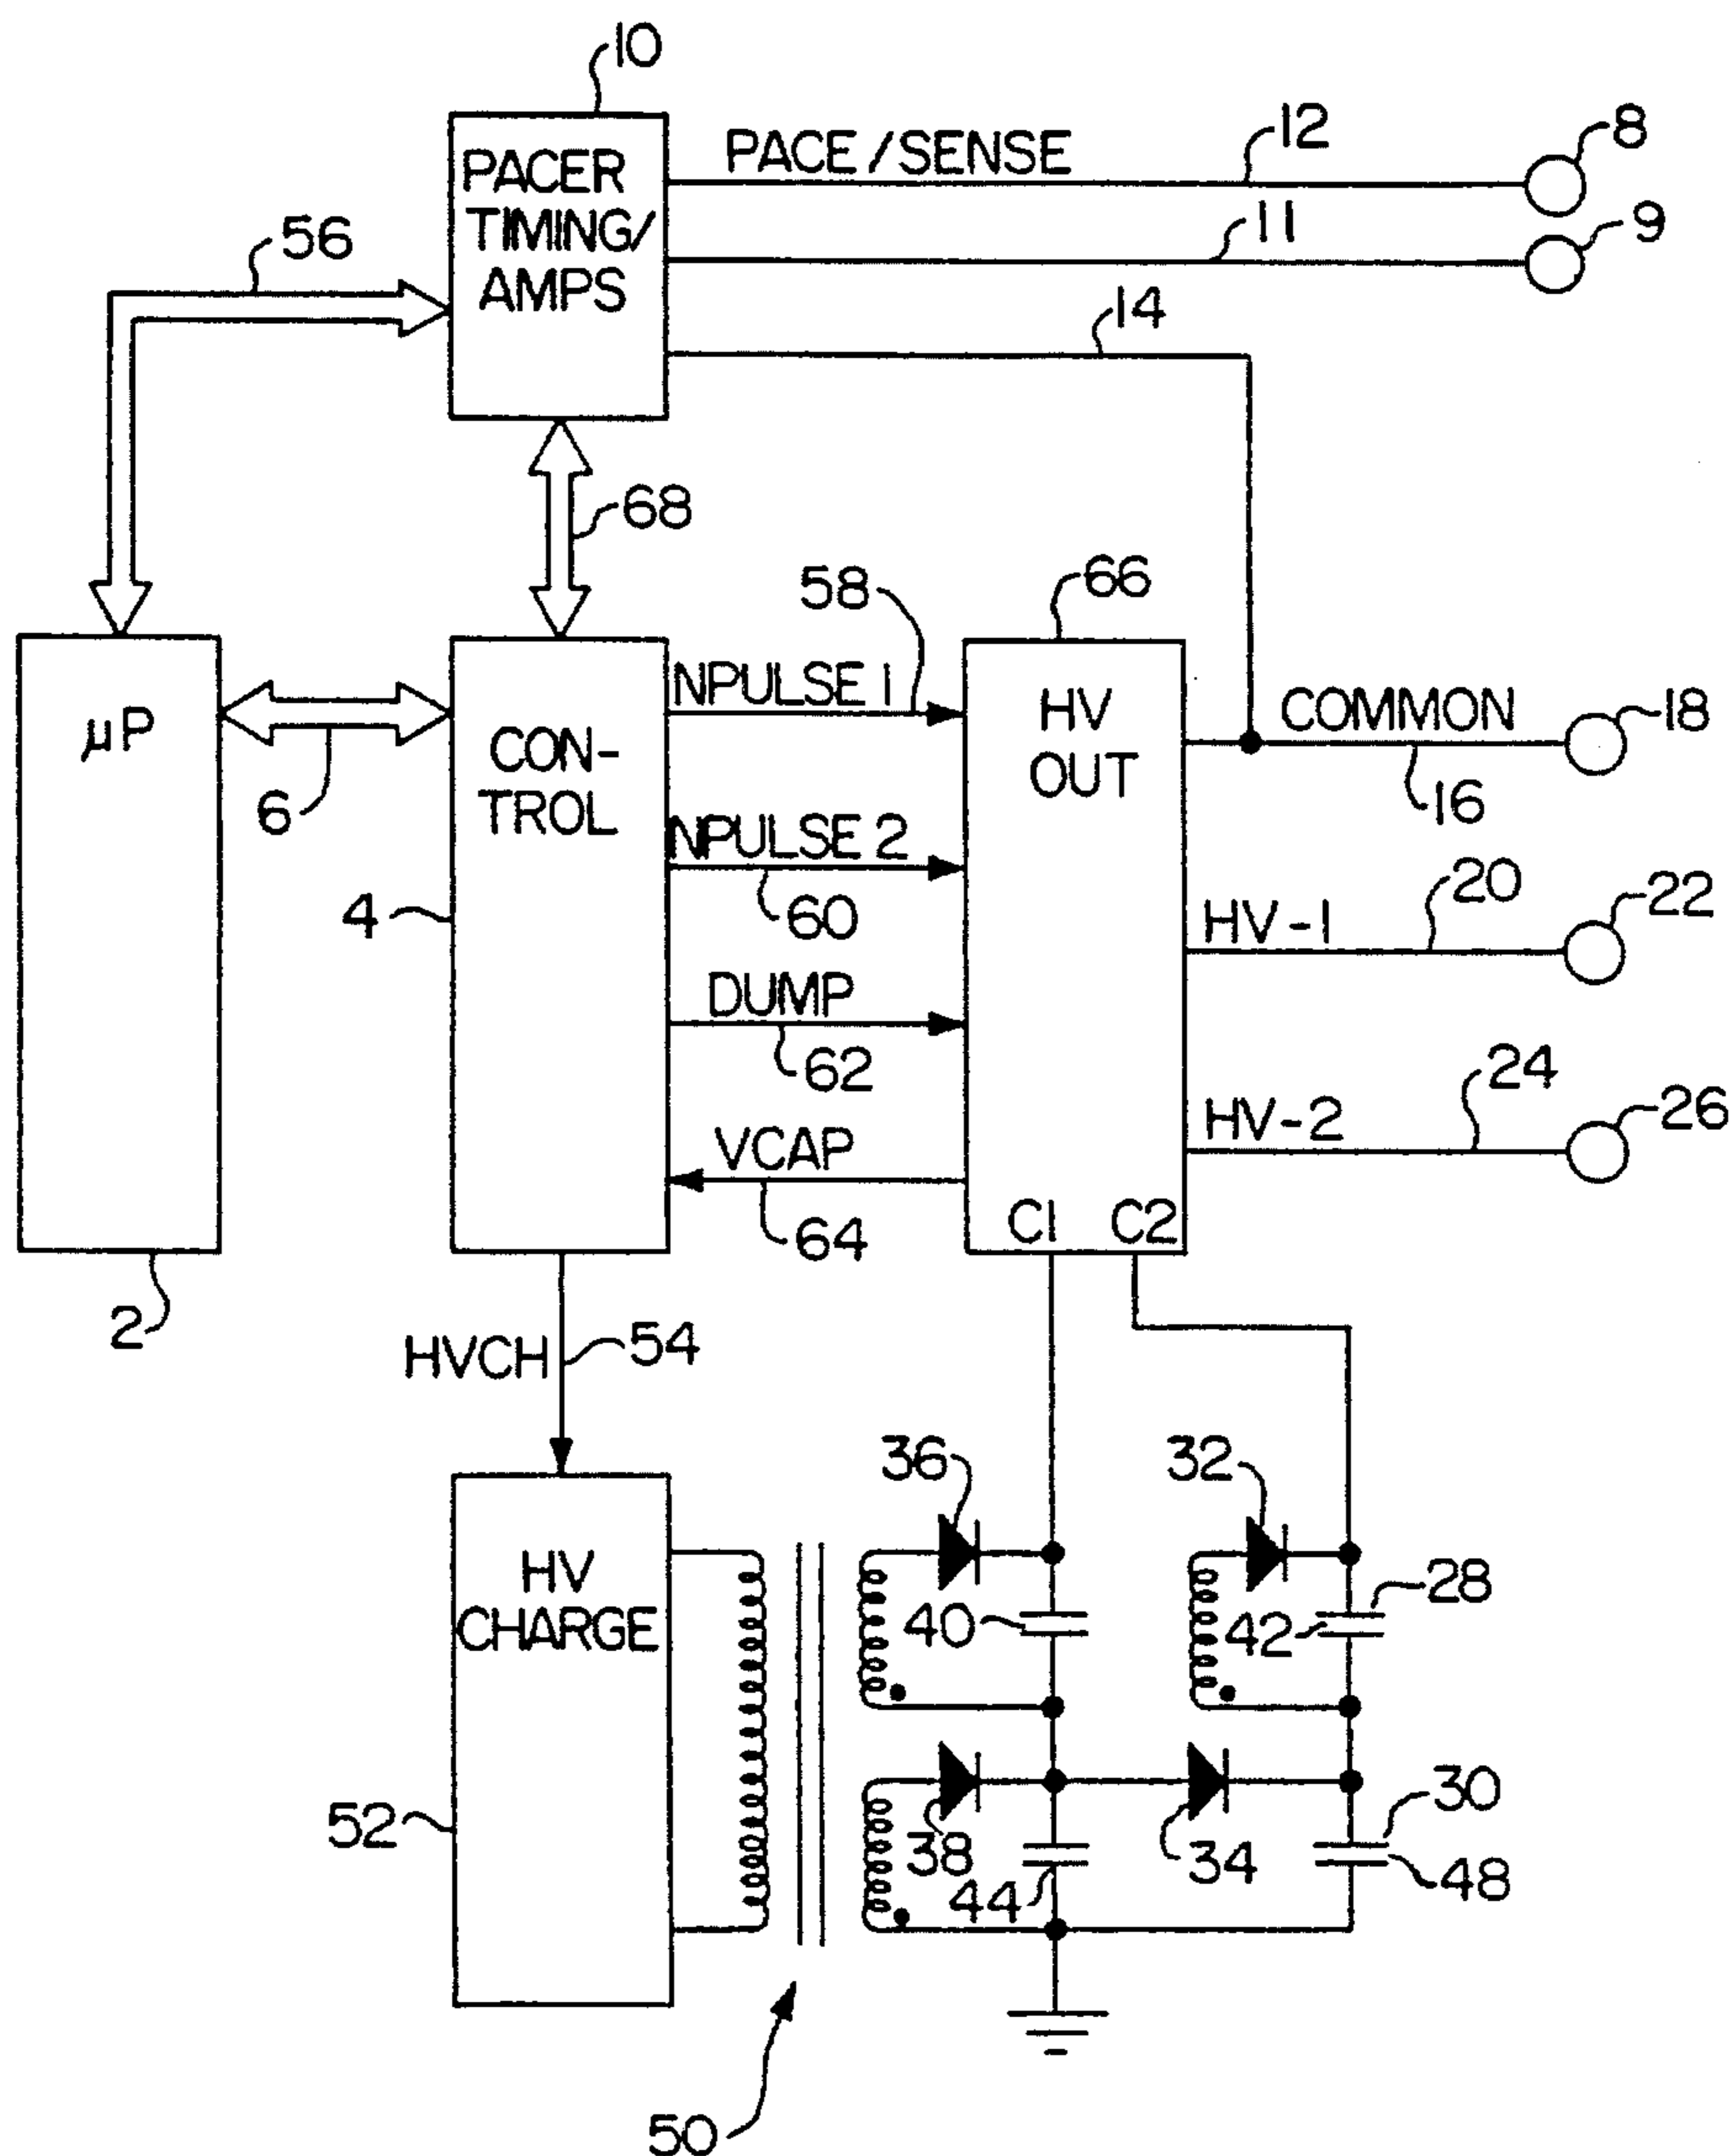 10
PACER
TIMING/
AMPS
PACE/SENSE
12
8
11
9
14
56
68
μP
6
CON-
TROL
4
2
NPULSE 1
58
NPULSE 2
60
DUMP
62
VCAP
64
66
HV
OUT
COMMON
18
16
HV-1
20
22
HV-2
24
26
C1
C2
HVCH
54
HV
CHARGE
52
36
32
40
42
28
38
34
30
44
48
50